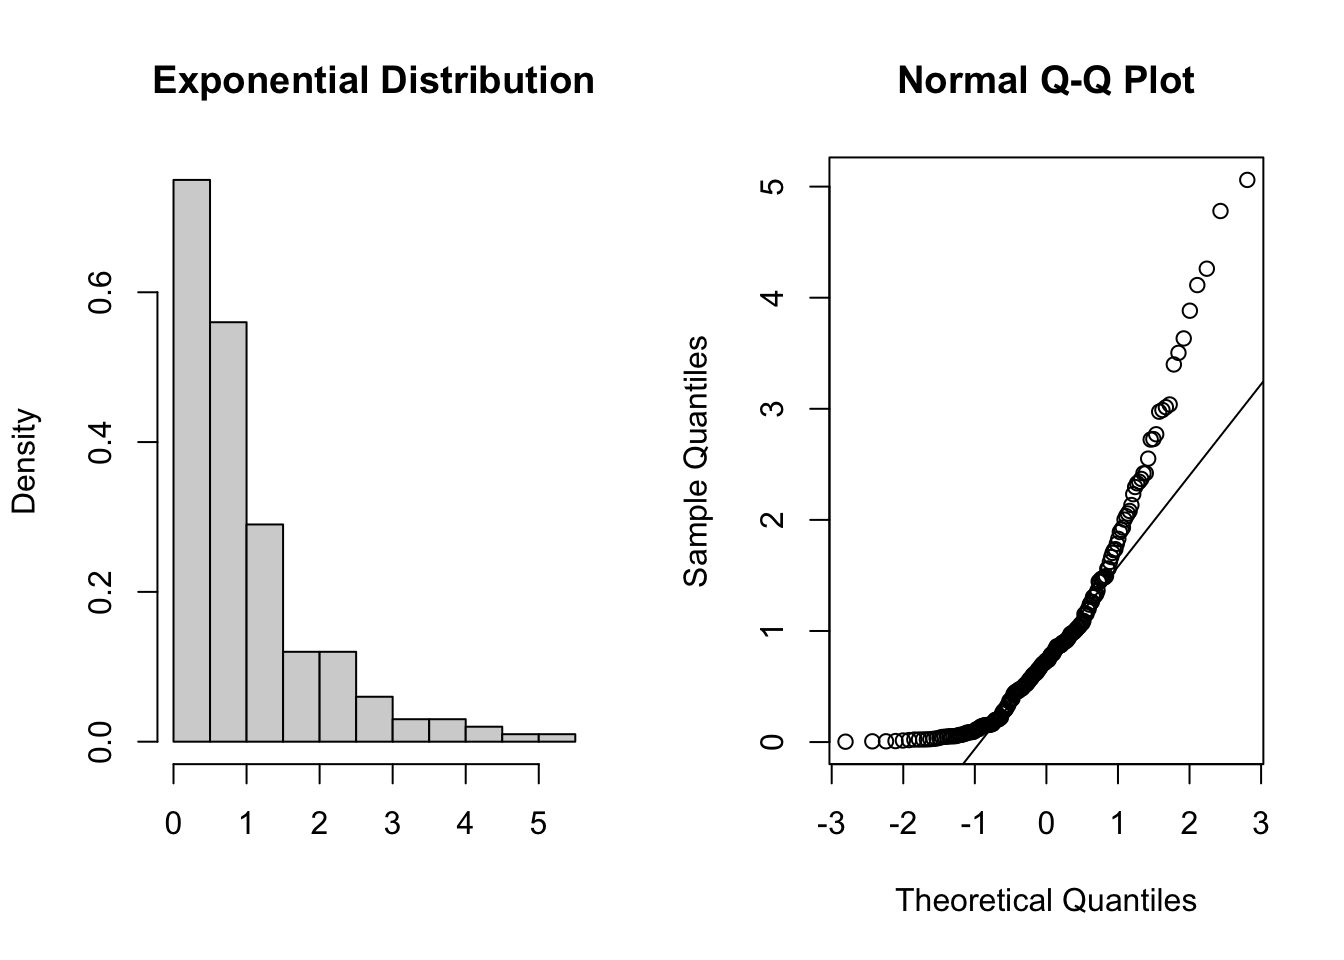 Exponential Distribution
Density
0.0
0.2
0.4
0.6
0 1 2 3 4 5
Normal Q-Q Plot
Sample Quantiles
0
1
2
3
4
5
-3 -2 -1 0 1 2 3
Theoretical Quantiles